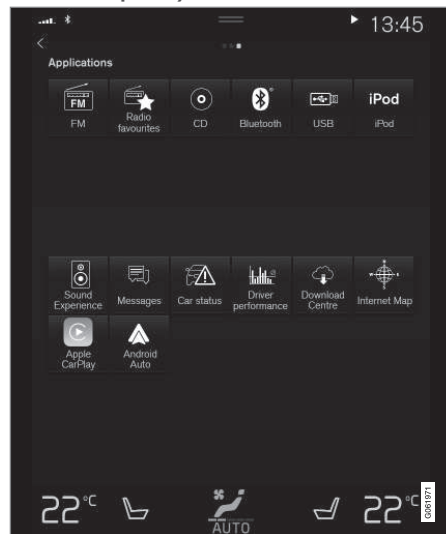 13:45
Applications
FM
FM
Radio
favourites
CD
Bluetooth
USB
iPod
iPod
Sound
Experience
Messages
Car status
Driver
performance
Download
Centre
Internet Map
Apple
CarPlay
Android
Auto
22°C
AUTO
22°C
G061971